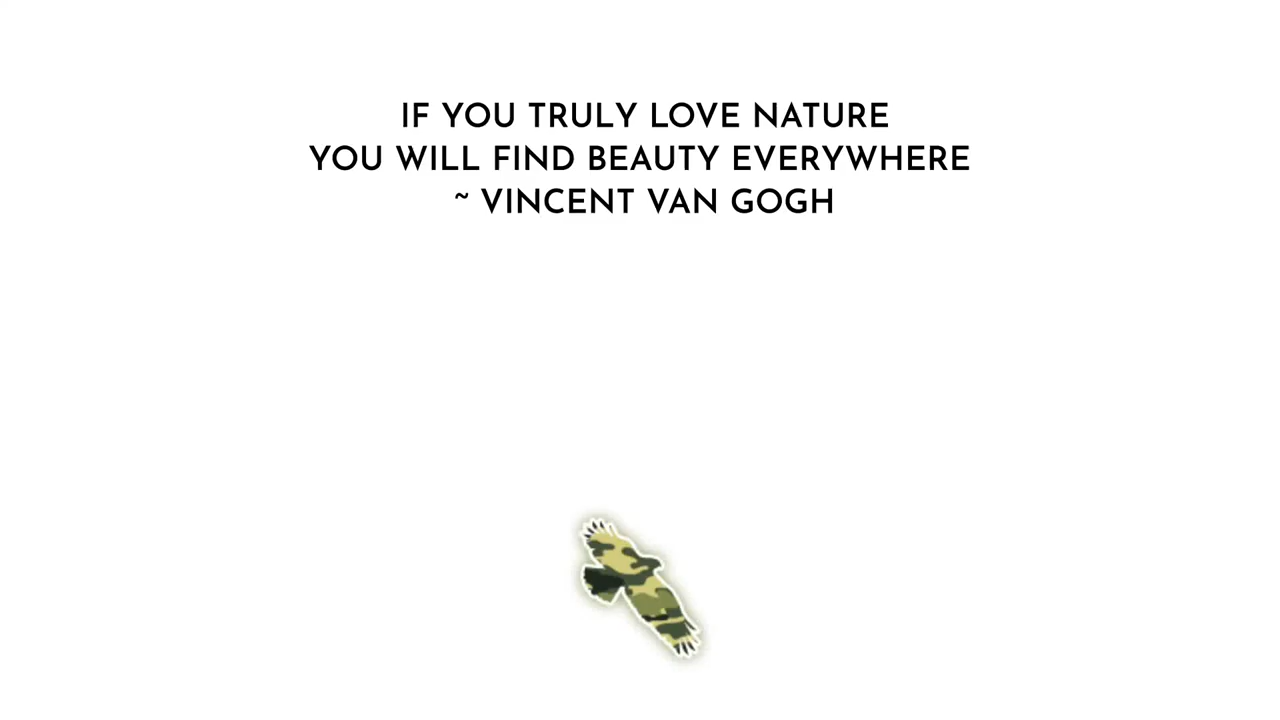 IF YOU TRULY LOVE NATURE
YOU WILL FIND BEAUTY EVERYWHERE
~ VINCENT VAN GOGH